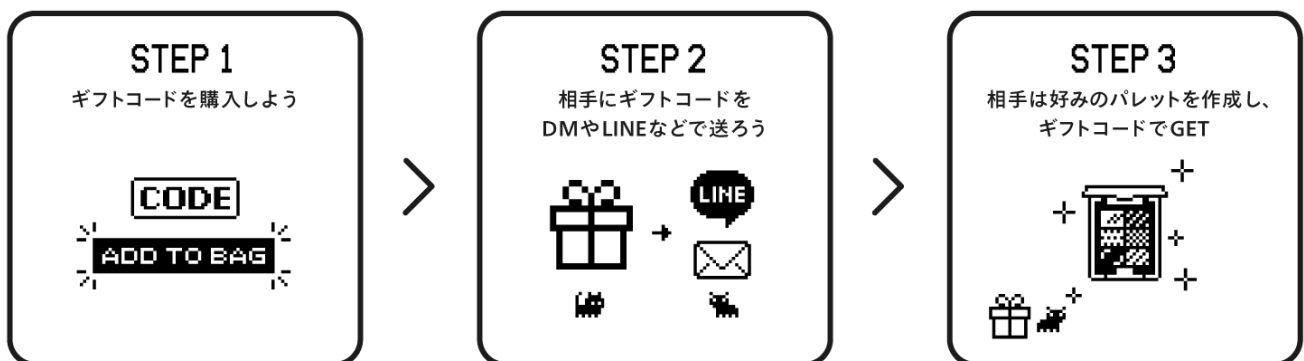 STEP 1
ギフトコードを購入しよう
CODE
ADD TO BAG
STEP 2
相手にギフトコードを
DMやLINEなどで送ろう
LINE
STEP 3
相手は好みのパレットを作成し、
ギフトコードでGET